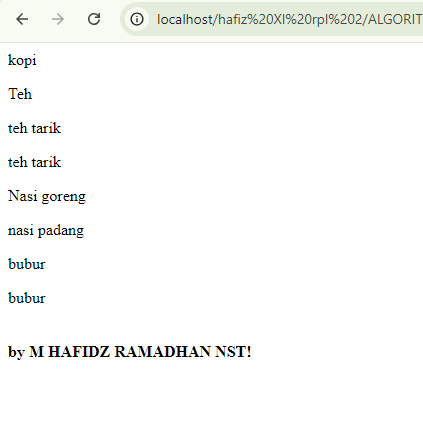 localhost/hafiz%20XI%20rpl%202/ALGORIT
kopi
Teh
teh tarik
teh tarik
Nasi goreng
nasi padang
bubur
bubur
by M HAFIDZ RAMADHAN NST!